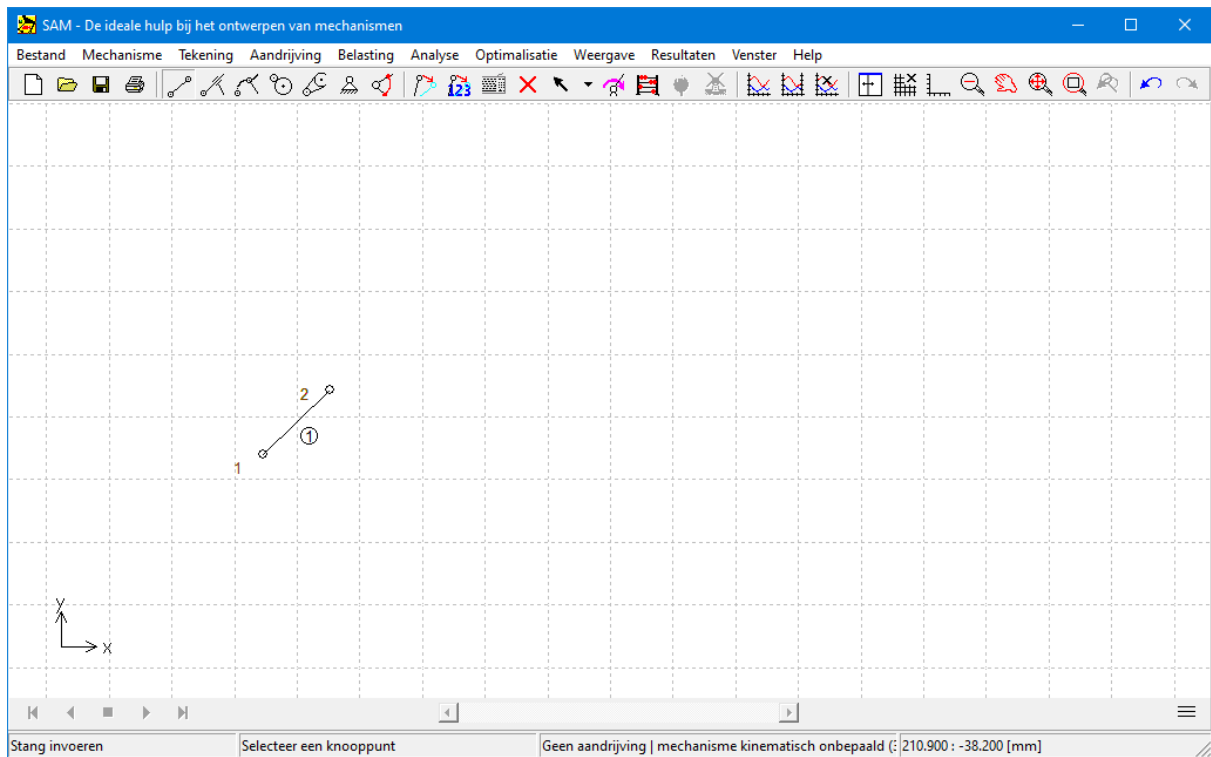 SAM - De ideale hulp bij het ontwerpen van mechanismen
Bestand Mechanisme Tekening Aandrijving Belasting Analyse Optimalisatie Weergave Resultaten Venster Help
123
2
1
1
y
x
Stang invoeren Selecteer een knooppunt Geen aandrijving | mechanisme kinematisch onbepaald (3 210.900 : -38.200 [mm]